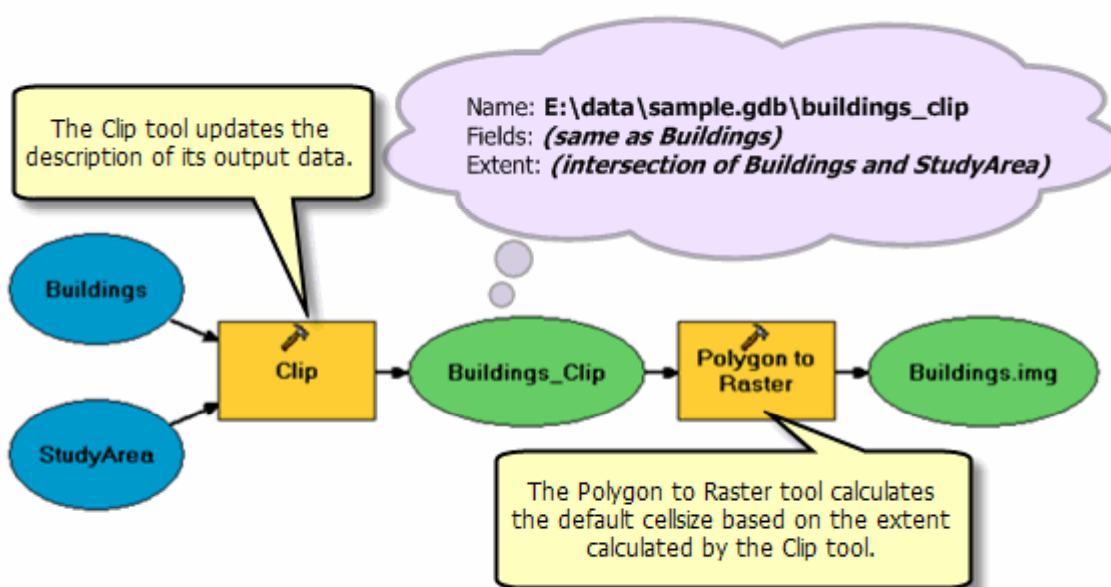 Name: E:\data\sample.gdb\buildings_clip
Fields: (same as Buildings)
Extent: (intersection of Buildings and StudyArea)
The Clip tool updates the
description of its output data.
Buildings
StudyArea
Clip
Buildings_Clip
Polygon to
Raster
Buildings.img
The Polygon to Raster tool calculates
the default cellsize based on the extent
calculated by the Clip tool.